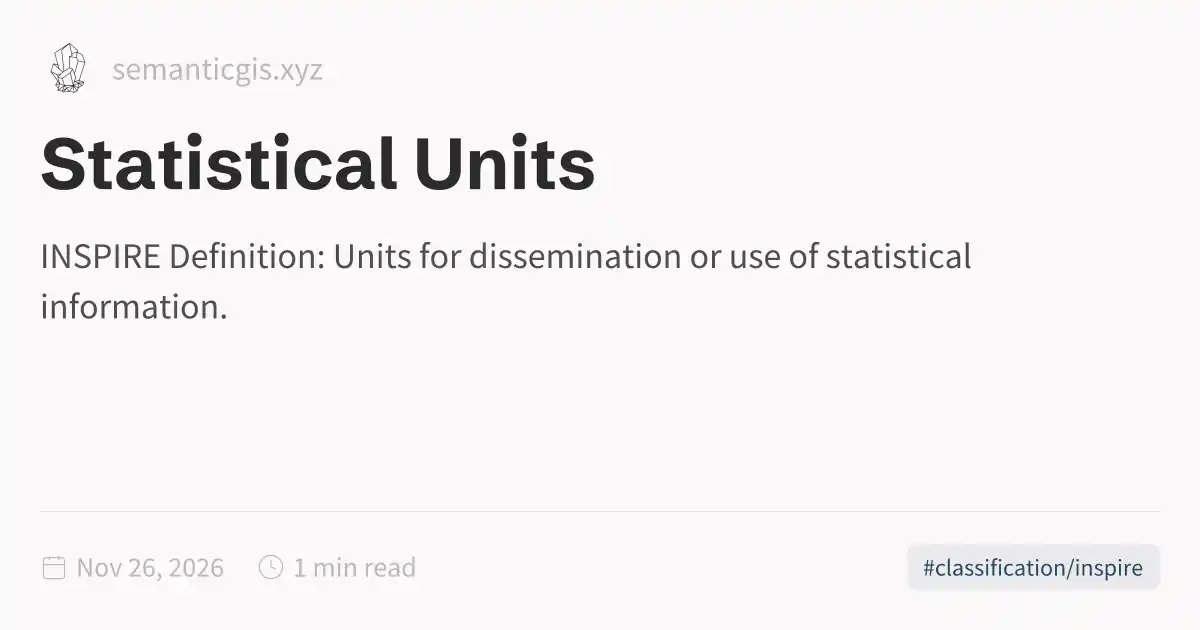 semanticgis.xyz
Statistical Units
INSPIRE Definition: Units for dissemination or use of statistical
information.
Nov 26, 2026 1 min read #classification/inspire